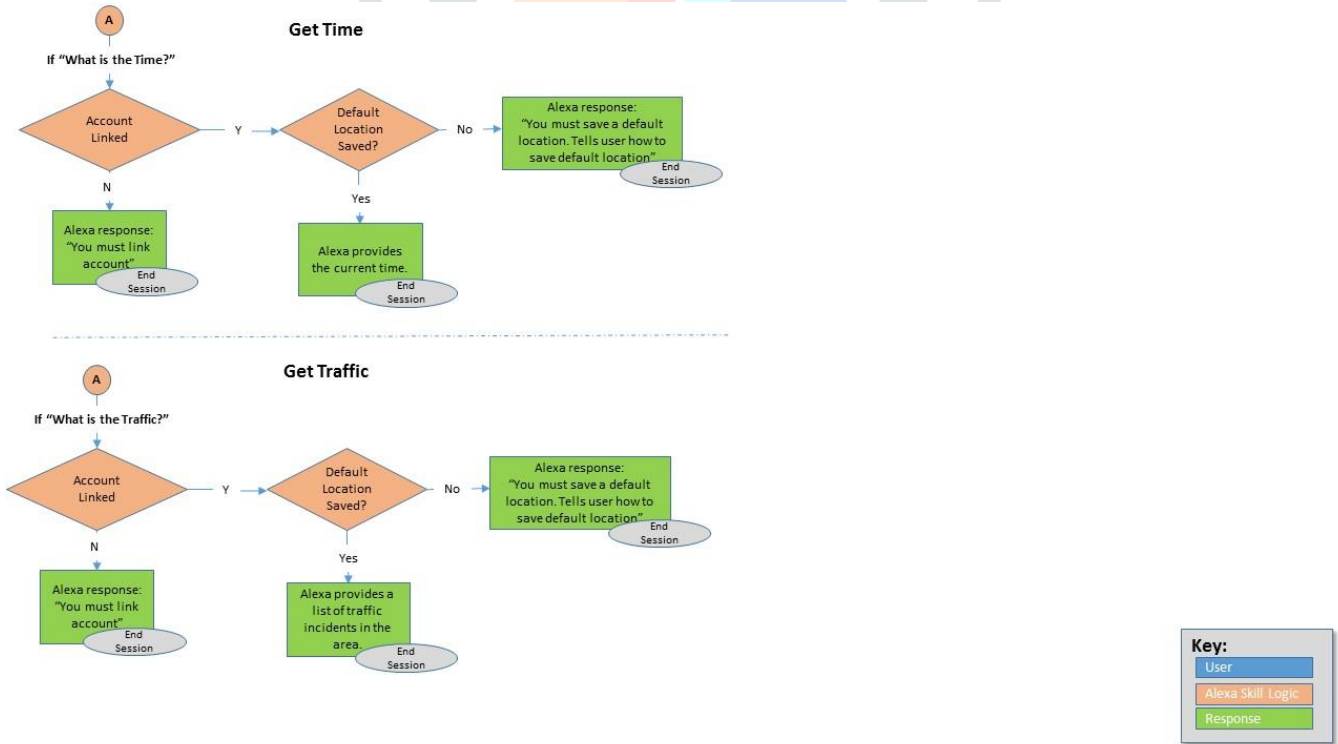 A
Get Time
If “What is the Time?”
Account
Linked
Y
Default
Location
Saved?
No
Alexa response:
“You must save a default
location. Tells user how to
save default location”
End
Session
N
Yes
Alexa response:
“You must link
account”
End
Session
Alexa provides
the current time.
End
Session
A
Get Traffic
If “What is the Traffic?”
Account
Linked
Y
Default
Location
Saved?
No
Alexa response:
“You must save a default
location. Tells user how to
save default location”
End
Session
N
Yes
Alexa response:
“You must link
account”
End
Session
Alexa provides a
list of traffic
incidents in the
area.
End
Session
Key:
User
Alexa Skill Logic
Response